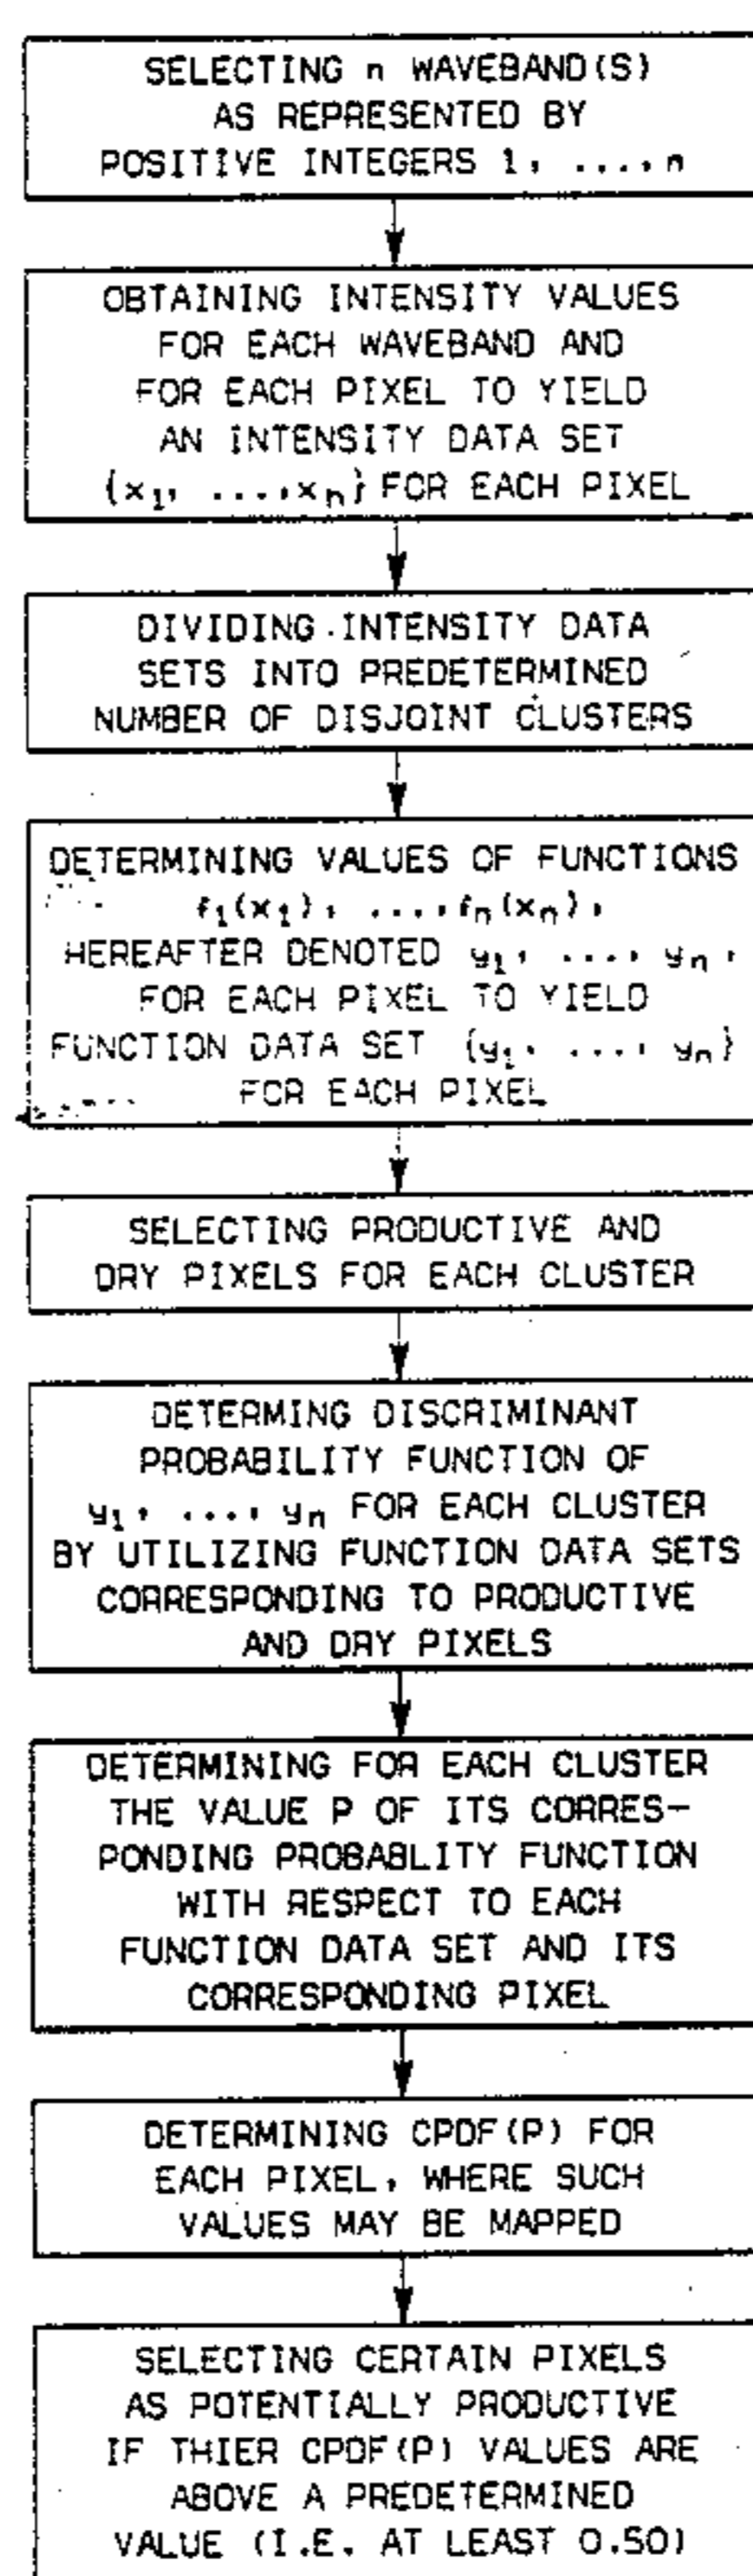 SELECTING n WAVEBAND(S)
AS REPRESENTED BY
POSITIVE INTEGERS 1, ...,n
OBTAINING INTENSITY VALUES
FOR EACH WAVEBAND AND
FOR EACH PIXEL TO YIELD
AN INTENSITY DATA SET
{x₁, ...,xₙ} FOR EACH PIXEL
DIVIDING INTENSITY DATA
SETS INTO PREDETERMINED
NUMBER OF DISJOINT CLUSTERS
DETERMINING VALUES OF FUNCTIONS
f₁(x₁), ...,fₙ(xₙ),
HEREAFTER DENOTED y₁, ..., yₙ,
FOR EACH PIXEL TO YIELD
FUNCTION DATA SET {y₁, ..., yₙ}
FOR EACH PIXEL
SELECTING PRODUCTIVE AND
DRY PIXELS FOR EACH CLUSTER
DETERMING DISCRIMINANT
PROBABILITY FUNCTION OF
y₁, ..., yₙ FOR EACH CLUSTER
BY UTILIZING FUNCTION DATA SETS
CORRESPONDING TO PRODUCTIVE
AND DRY PIXELS
DETERMINING FOR EACH CLUSTER
THE VALUE P OF ITS CORRES-
PONDING PROBABLITY FUNCTION
WITH RESPECT TO EACH
FUNCTION DATA SET AND ITS
CORRESPONDING PIXEL
DETERMINING CPDF(P) FOR
EACH PIXEL, WHERE SUCH
VALUES MAY BE MAPPED
SELECTING CERTAIN PIXELS
AS POTENTIALLY PRODUCTIVE
IF THIER CPDF(P) VALUES ARE
ABOVE A PREDETERMINED
VALUE (I.E. AT LEAST 0.50)